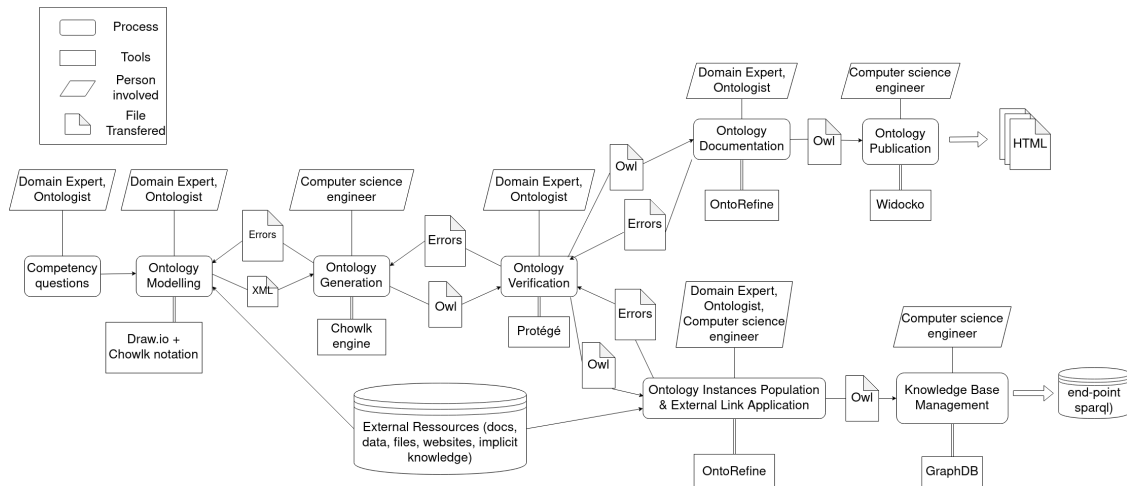 Process
Tools
Person
involved
File
Transfered
Domain Expert,
Ontologist
Competency
questions
Domain Expert,
Ontologist
Ontology
Modelling
Draw.io +
Chowlk notation
Errors
XML
Computer science
engineer
Ontology
Generation
Chowlk
engine
Errors
Owl
Domain Expert,
Ontologist
Ontology
Verification
Protégé
Owl
Errors
Domain Expert,
Ontologist
Ontology
Documentation
OntoRefine
Owl
Computer science
engineer
Ontology
Publication
Widocko
HTML
Errors
Owl
External Ressources (docs,
data, files, websites, implicit
knowledge)
Domain Expert,
Ontologist,
Computer science
engineer
Ontology Instances Population
& External Link Application
OntoRefine
Owl
Computer science
engineer
Knowledge Base
Management
GraphDB
end-point
sparql)